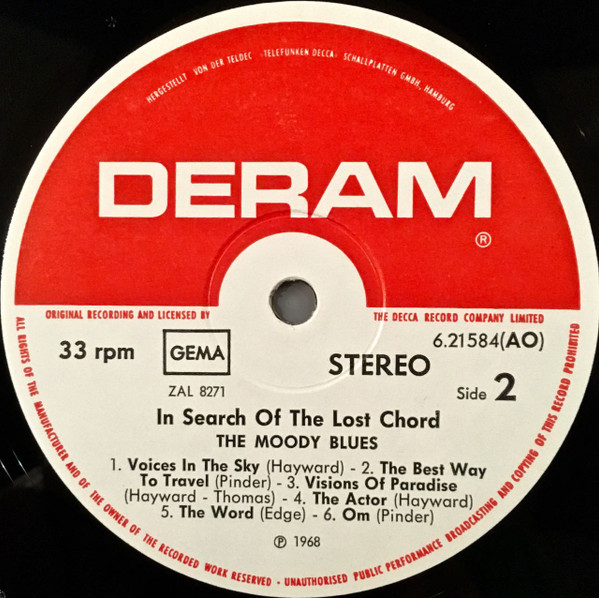 HERGESTELLT VON DER TELDEC »TELEFUNKEN DECCA« SCHALLPLATTEN GMBH, HAMBURG
DERAM
®
ORIGINAL RECORDING AND LICENSED BY THE DECCA RECORD COMPANY LIMITED
33 rpm GEMA STEREO 6.21584(AO)
ZAL 8271 Side 2
In Search Of The Lost Chord
THE MOODY BLUES
1. Voices In The Sky (Hayward) - 2. The Best Way
To Travel (Pinder) - 3. Visions Of Paradise
(Hayward - Thomas) - 4. The Actor (Hayward)
5. The Word (Edge) - 6. Om (Pinder)
℗ 1968
ALL RIGHTS OF THE MANUFACTURER AND OF THE OWNER OF THE RECORDED WORK RESERVED - UNAUTHORISED PUBLIC PERFORMANCE BROADCASTING AND COPYING OF THIS RECORD PROHIBITED